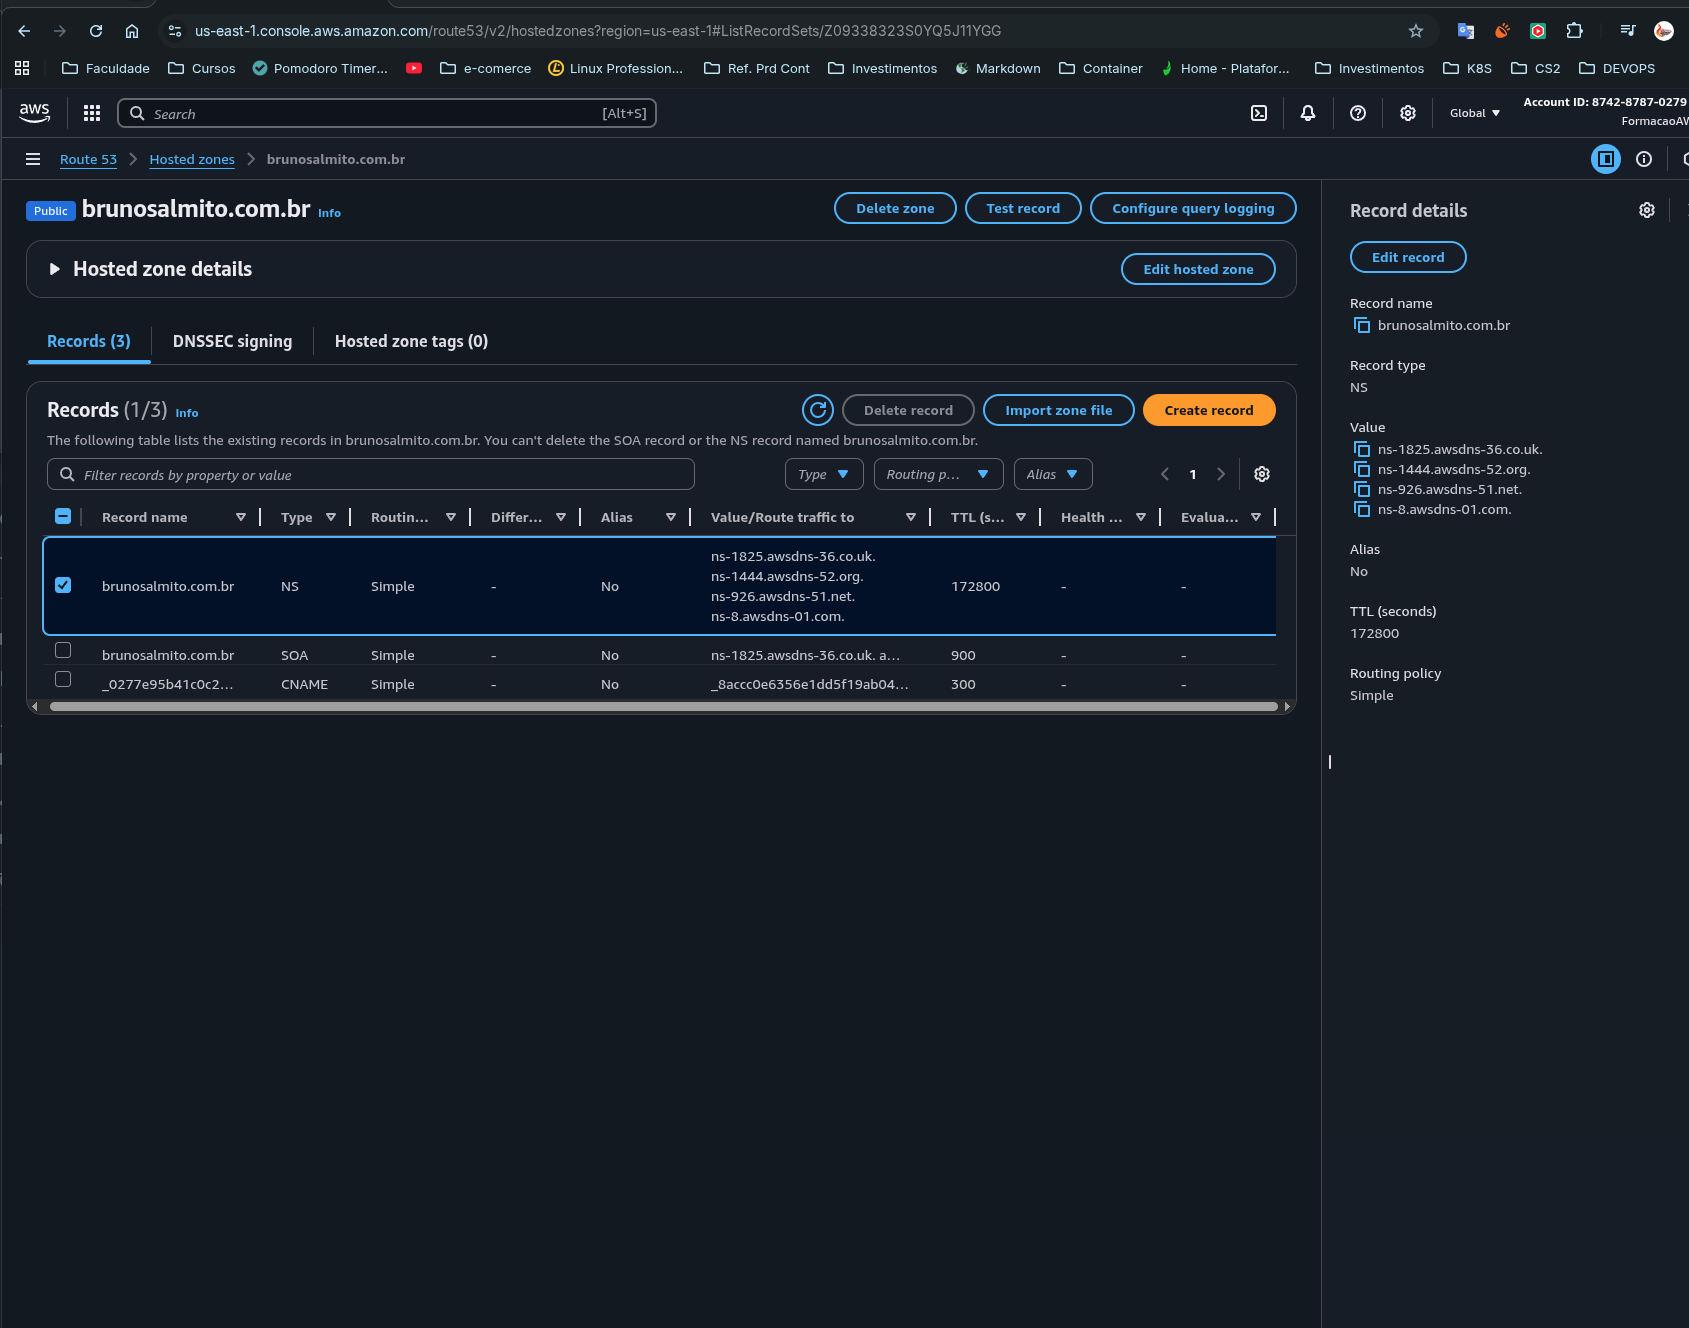 us-east-1.console.aws.amazon.com/route53/v2/hostedzones?region=us-east-1#ListRecordSets/Z09338323S0YQ5J11YGG
Faculdade Cursos Pomodoro Timer... e-comerce Linux Profession... Ref. Prd Cont Investimentos Markdown Container Home - Platafor... Investimentos K8S CS2 DEVOPS
aws Search [Alt+S] Global Account ID: 8742-8787-0279
FormacaoAW
Route 53 Hosted zones brunosalmito.com.br
Public brunosalmito.com.br Info Delete zone Test record Configure query logging
Hosted zone details Edit hosted zone
Records (3) DNSSEC signing Hosted zone tags (0)
Records (1/3) Info Delete record Import zone file Create record
The following table lists the existing records in brunosalmito.com.br. You can't delete the SOA record or the NS record named brunosalmito.com.br.
Filter records by property or value Type Routing p... Alias 1
Record name Type Routin... Differ... Alias Value/Route traffic to TTL (s... Health ... Evalua...
brunosalmito.com.br NS Simple - No ns-1825.awsdns-36.co.uk.
ns-1444.awsdns-52.org.
ns-926.awsdns-51.net.
ns-8.awsdns-01.com.
172800 - -
brunosalmito.com.br SOA Simple - No ns-1825.awsdns-36.co.uk. a... 900 - -
_0277e95b41c0c2... CNAME Simple - No _8accc0e6356e1dd5f19ab04... 300 - -
Record details
Edit record
Record name
brunosalmito.com.br
Record type
NS
Value
ns-1825.awsdns-36.co.uk.
ns-1444.awsdns-52.org.
ns-926.awsdns-51.net.
ns-8.awsdns-01.com.
Alias
No
TTL (seconds)
172800
Routing policy
Simple